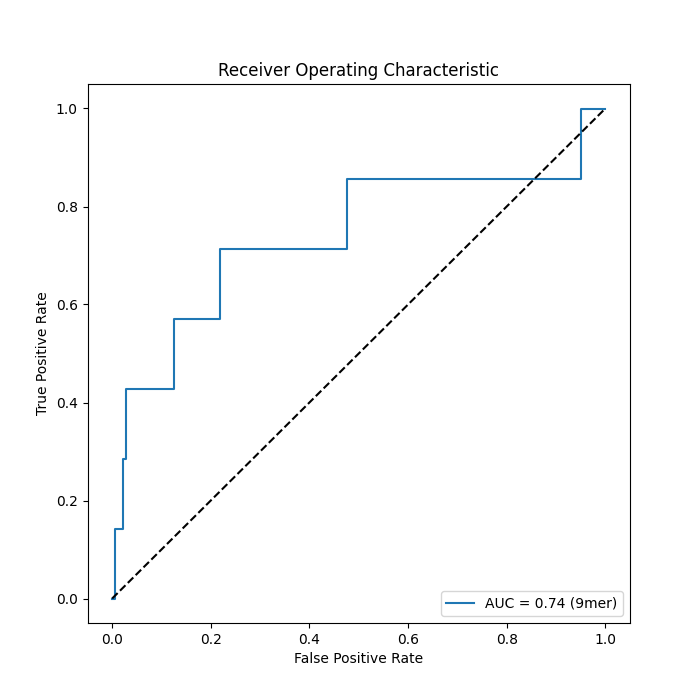 Receiver Operating Characteristic
True Positive Rate
1.0
0.8
0.6
0.4
0.2
0.0
AUC = 0.74 (9mer)
0.0 0.2 0.4 0.6 0.8 1.0
False Positive Rate